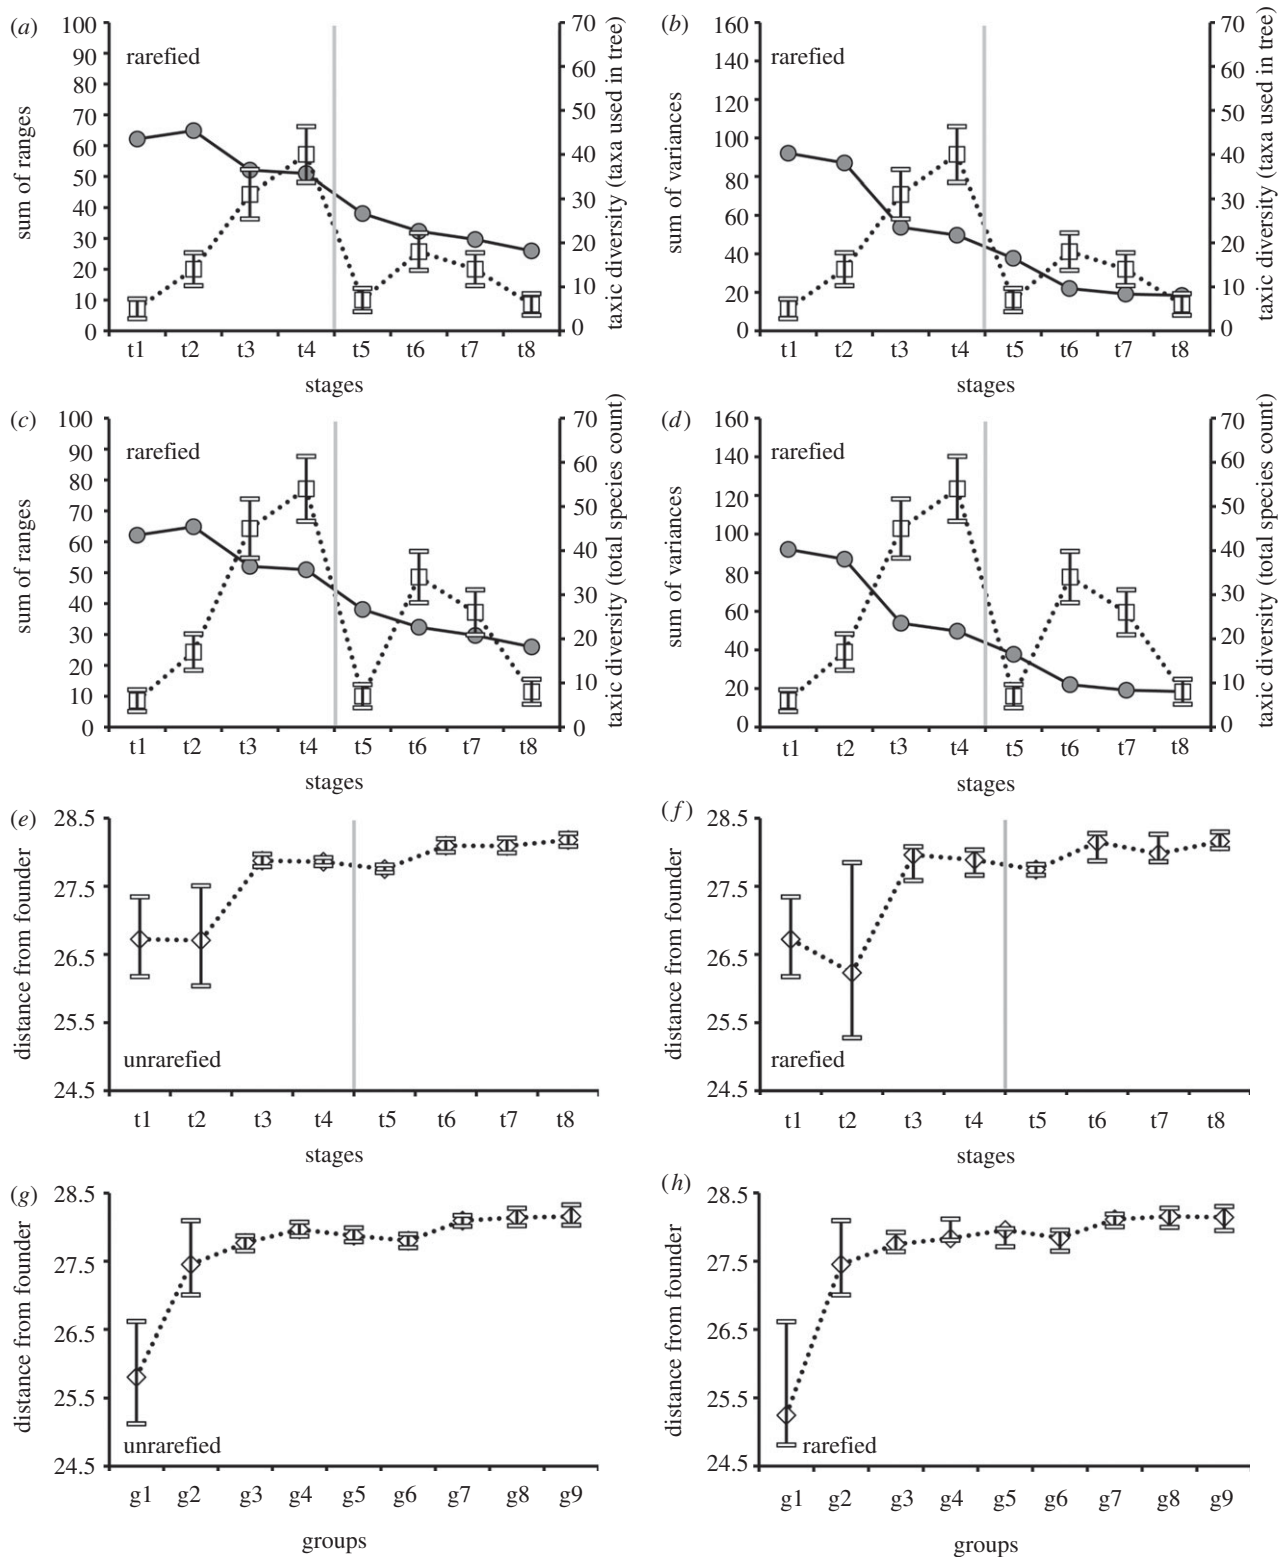 (a)
100
90
80
70
60
50
40
30
20
10
0
sum of ranges
rarefied
70
60
50
40
30
20
10
0
taxic diversity (taxa used in tree)
t1 t2 t3 t4 t5 t6 t7 t8
stages
(b)
160
140
120
100
80
60
40
20
0
sum of variances
rarefied
70
60
50
40
30
20
10
0
taxic diversity (taxa used in tree)
t1 t2 t3 t4 t5 t6 t7 t8
stages
(c)
100
90
80
70
60
50
40
30
20
10
0
sum of ranges
rarefied
70
60
50
40
30
20
10
0
taxic diversity (total species count)
t1 t2 t3 t4 t5 t6 t7 t8
stages
(d)
160
140
120
100
80
60
40
20
0
sum of variances
rarefied
70
60
50
40
30
20
10
0
taxic diversity (total species count)
t1 t2 t3 t4 t5 t6 t7 t8
stages
(e)
28.5
27.5
26.5
25.5
24.5
distance from founder
unrarefied
t1 t2 t3 t4 t5 t6 t7 t8
stages
(f)
28.5
27.5
26.5
25.5
24.5
distance from founder
rarefied
t1 t2 t3 t4 t5 t6 t7 t8
stages
(g)
28.5
27.5
26.5
25.5
24.5
distance from founder
unrarefied
g1 g2 g3 g4 g5 g6 g7 g8 g9
groups
(h)
28.5
27.5
26.5
25.5
24.5
distance from founder
rarefied
g1 g2 g3 g4 g5 g6 g7 g8 g9
groups